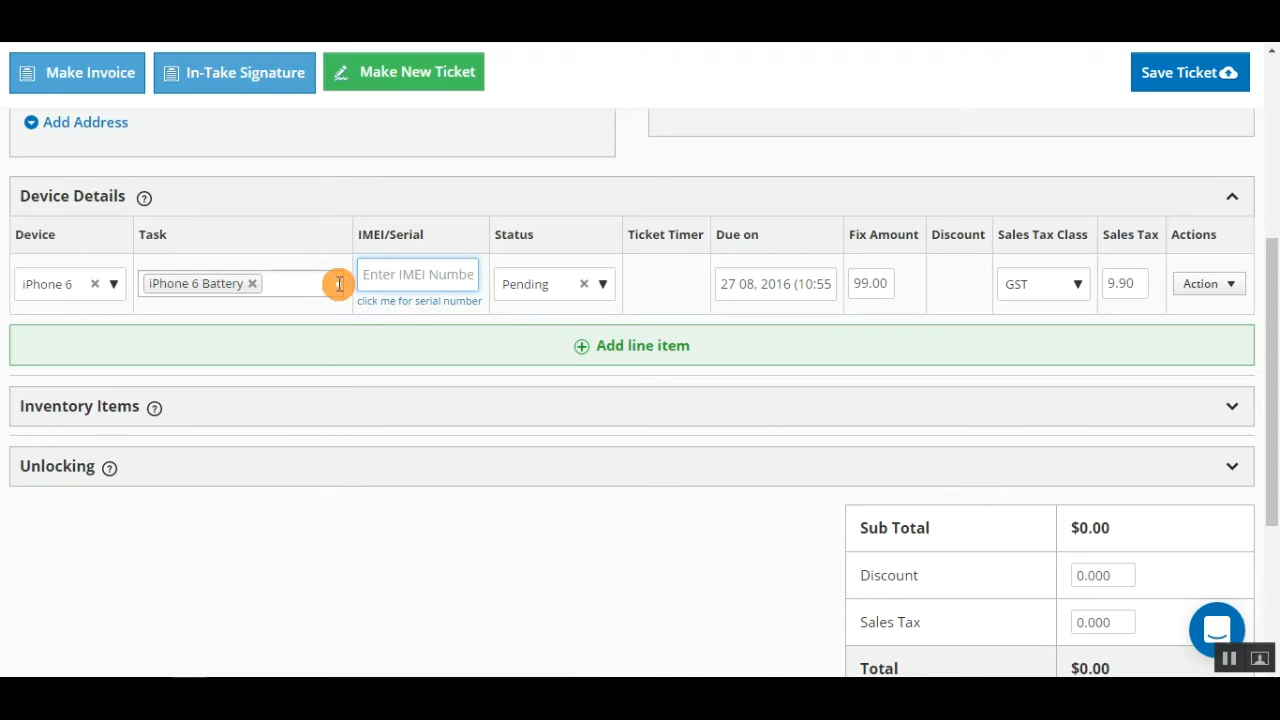 Make Invoice In-Take Signature Make New Ticket Save Ticket
Add Address
Device Details ?
Device Task IMEI/Serial Status Ticket Timer Due on Fix Amount Discount Sales Tax Class Sales Tax Actions
iPhone 6 × ▼ iPhone 6 Battery × Enter IMEI Numbe Pending × ▼ 27 08, 2016 (10:55 99.00 GST ▼ 9.90 Action ▼
click me for serial number
Add line item
Inventory Items ?
Unlocking ?
Sub Total $0.00
Discount 0.000
Sales Tax 0.000
Total $0.00